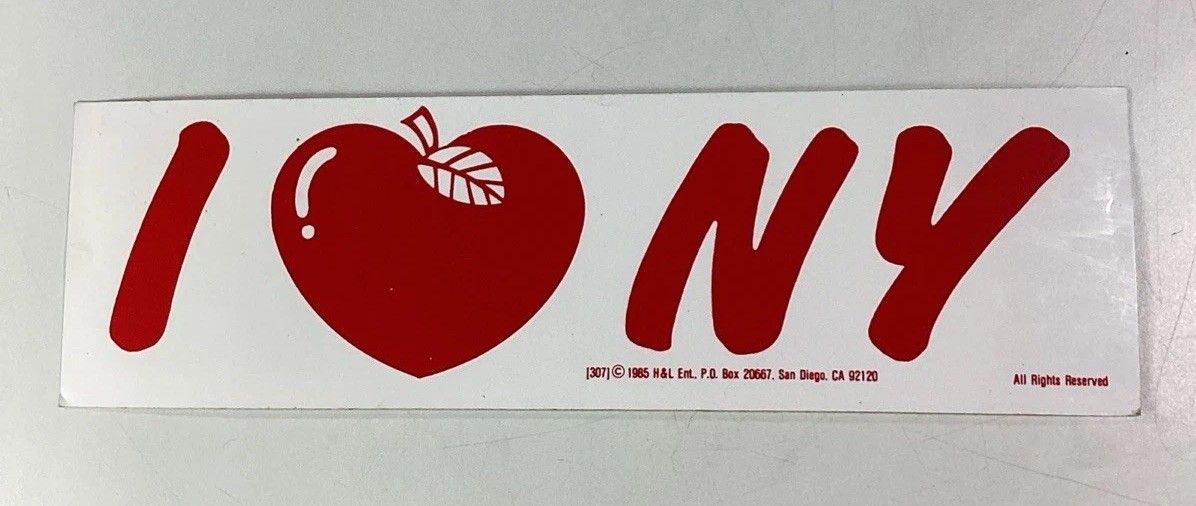 I NY
[307] © 1985 H&L Ent., P.O. Box 20667, San Diego, CA 92120
All Rights Reserved